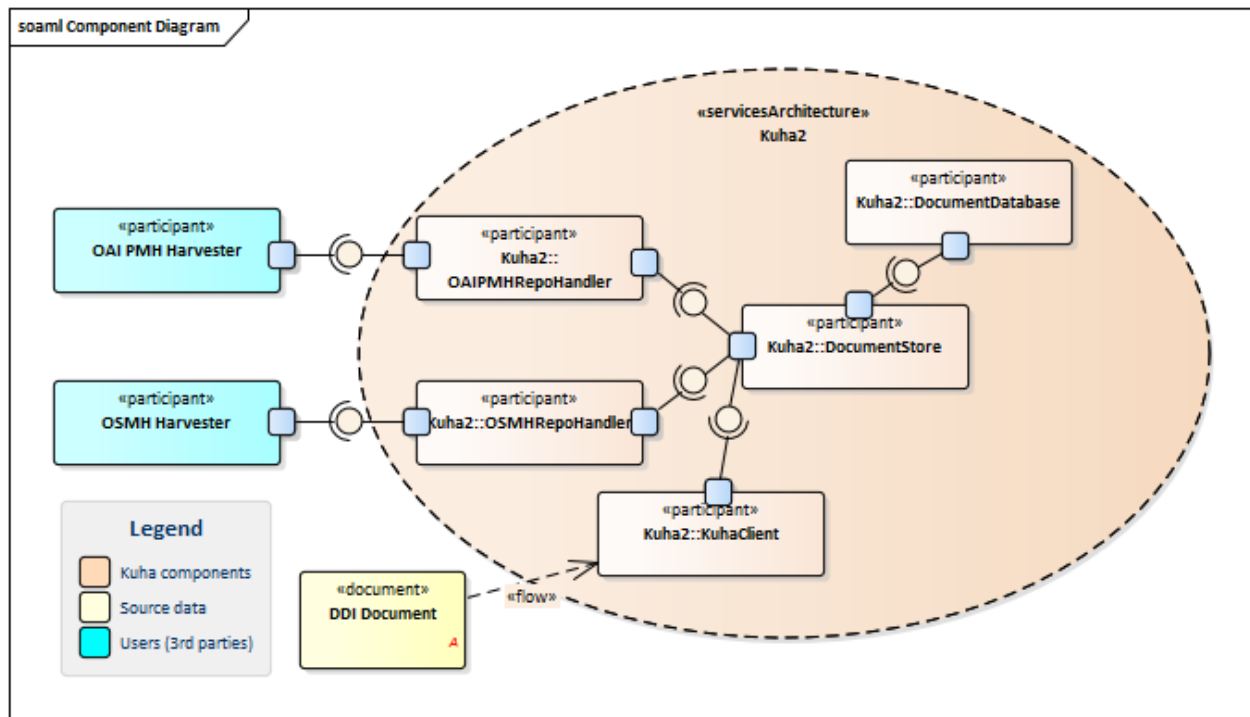 soaml Component Diagram
«servicesArchitecture»
Kuha2
«participant»
Kuha2::DocumentDatabase
«participant»
OAI PMH Harvester
«participant»
Kuha2::
OAIPMHRepoHandler
«participant»
Kuha2::DocumentStore
«participant»
OSMH Harvester
«participant»
Kuha2::OSMHRepoHandler
«participant»
Kuha2::KuhaClient
Legend
Kuha components
Source data
Users (3rd parties)
«document»
DDI Document
A
«flow»